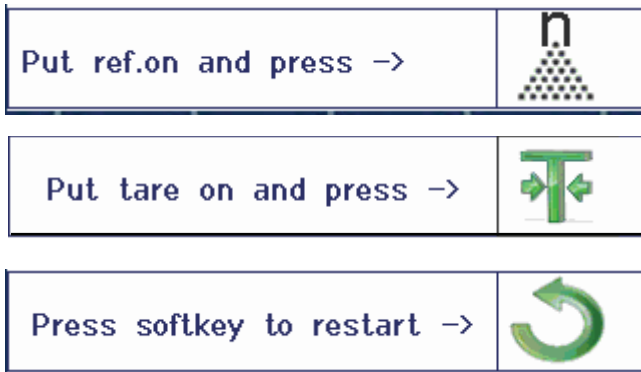 Put ref.on and press -> n
Put tare on and press -> T
Press softkey to restart ->